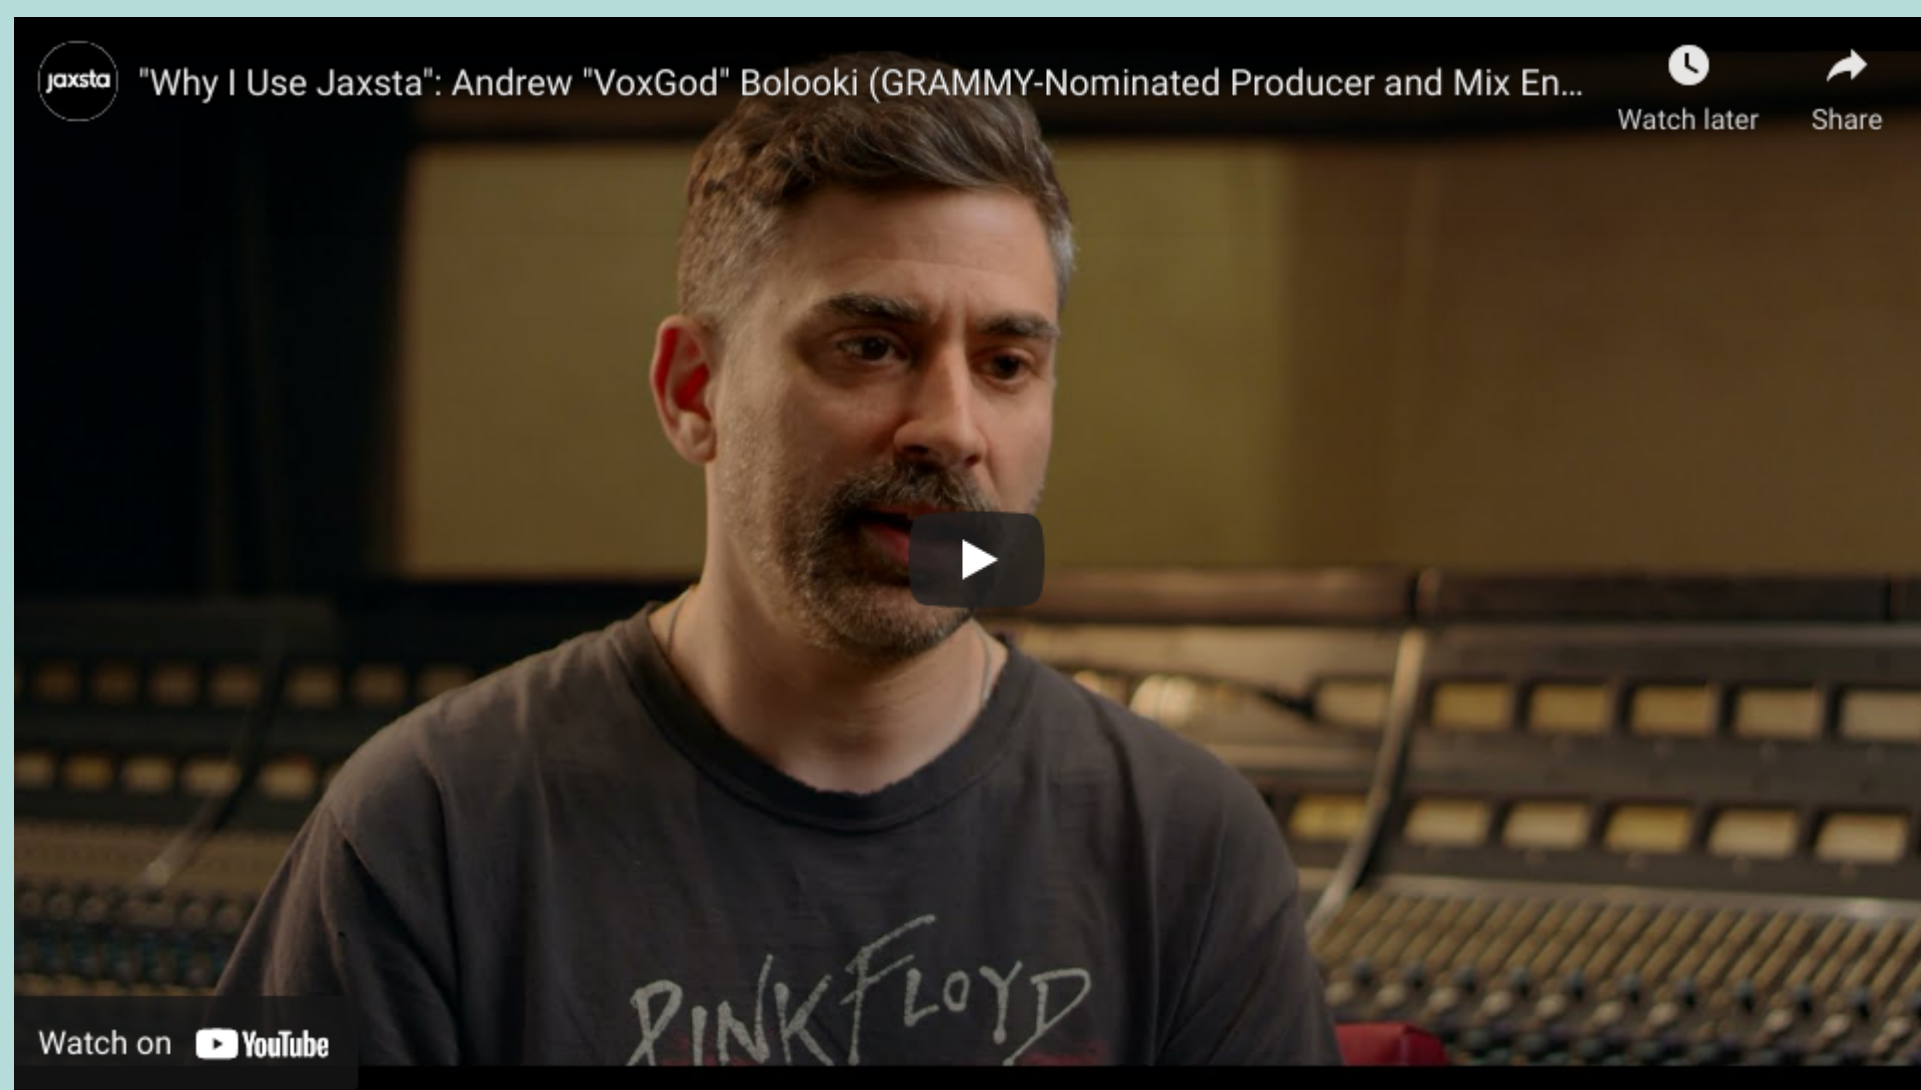 jaxsta
"Why I Use Jaxsta": Andrew "VoxGod" Bolooki (GRAMMY-Nominated Producer and Mix En...
Watch later
Share
PINK FLOYD
Watch on YouTube